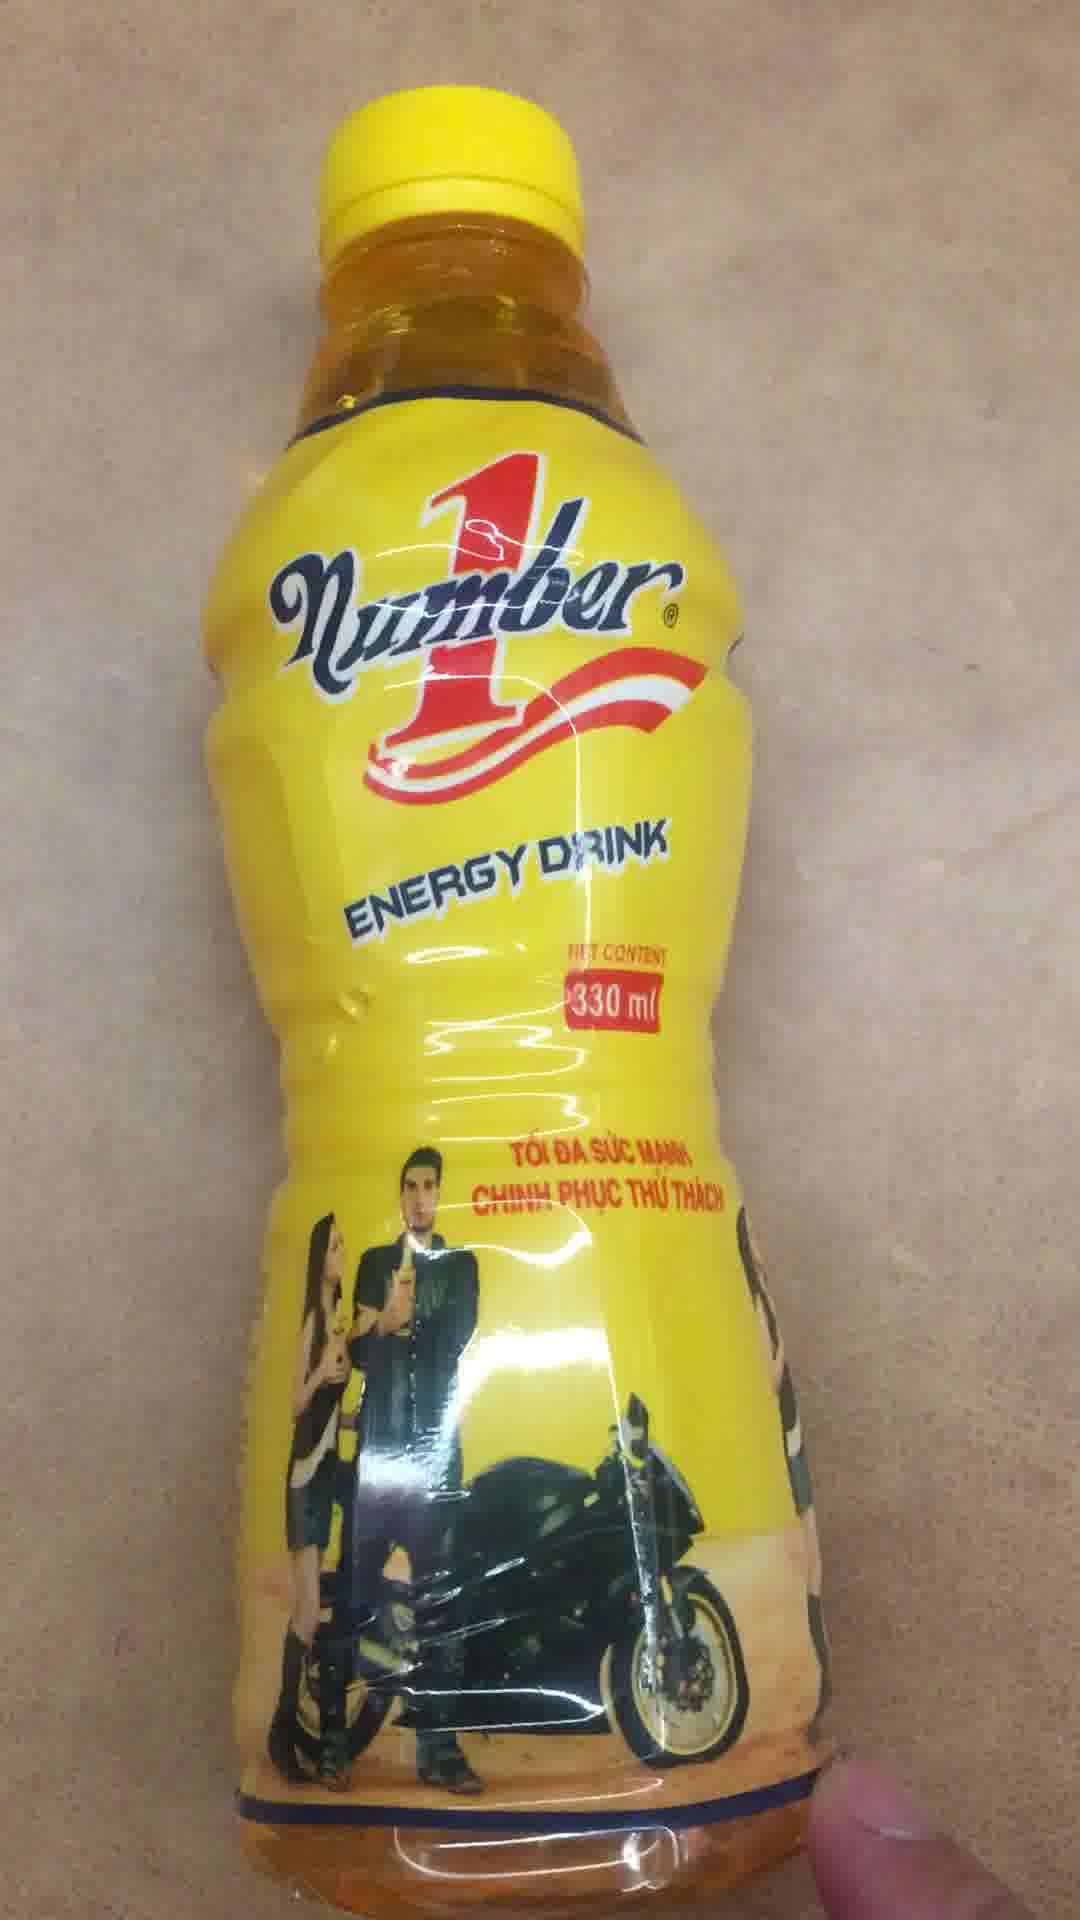 Number 1 ®
ENERGY DRINK
NET CONTENT
330 ml
TỐI ĐA SỨC MẠNH
CHINH PHỤC THỬ THÁCH